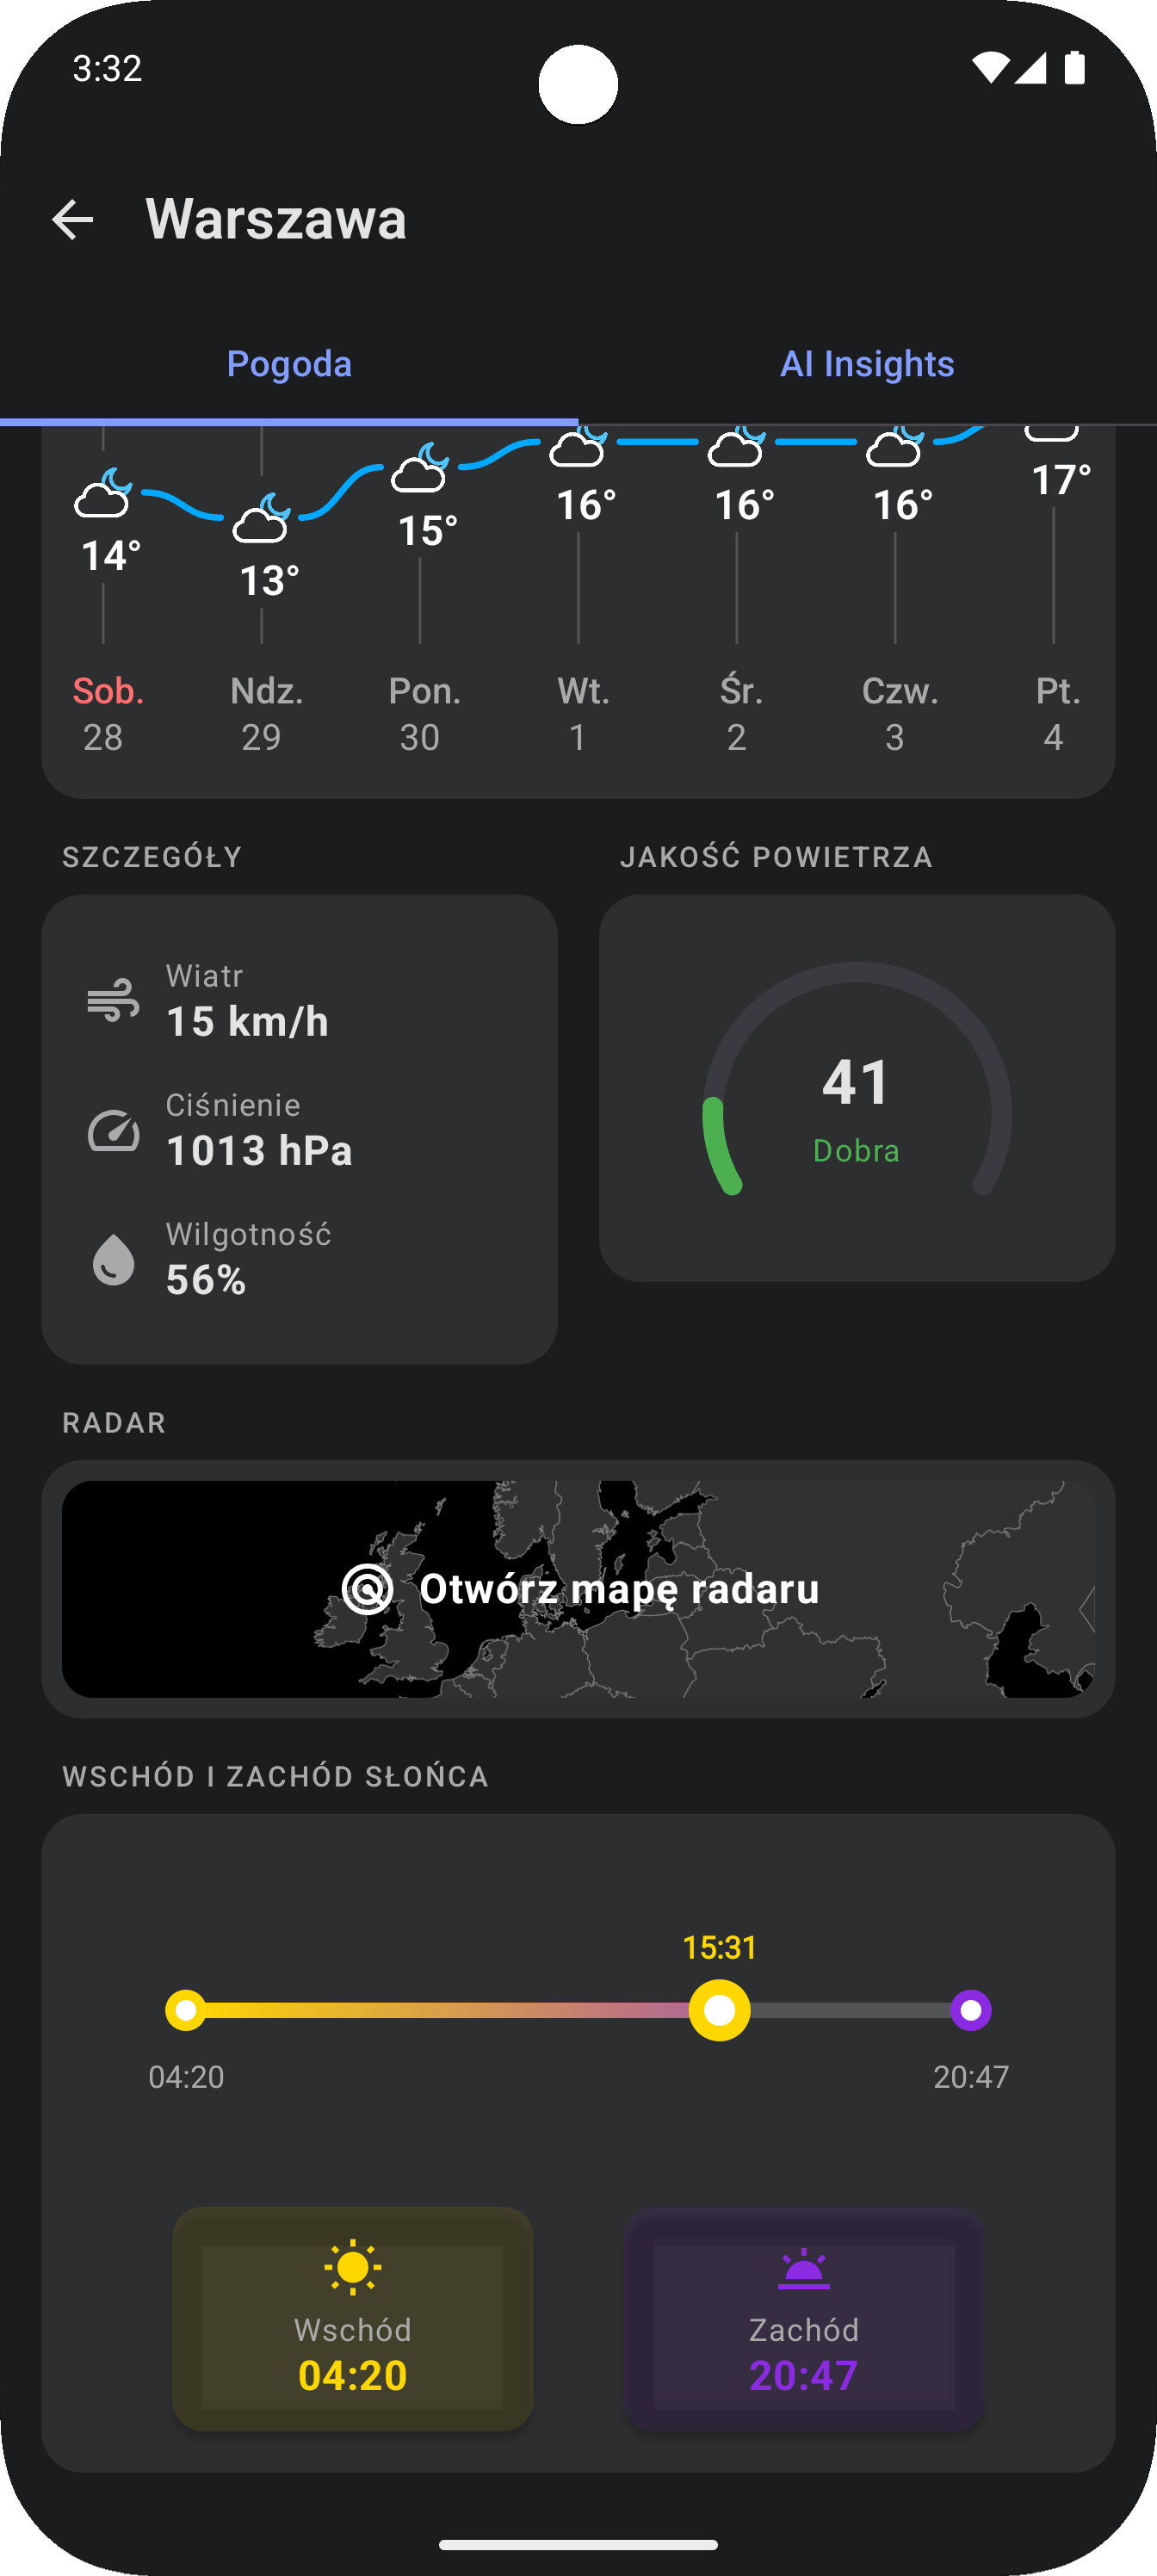 3:32
Warszawa
Pogoda
AI Insights
14°
13°
15°
16°
16°
16°
17°
Sob.
Ndz.
Pon.
Wt.
Śr.
Czw.
Pt.
28
29
30
1
2
3
4
SZCZEGÓŁY
Wiatr
15 km/h
Ciśnienie
1013 hPa
Wilgotność
56%
JAKOŚĆ POWIETRZA
41
Dobra
RADAR
Otwórz mapę radaru
WSCHÓD I ZACHÓD SŁOŃCA
15:31
04:20
20:47
Wschód
04:20
Zachód
20:47